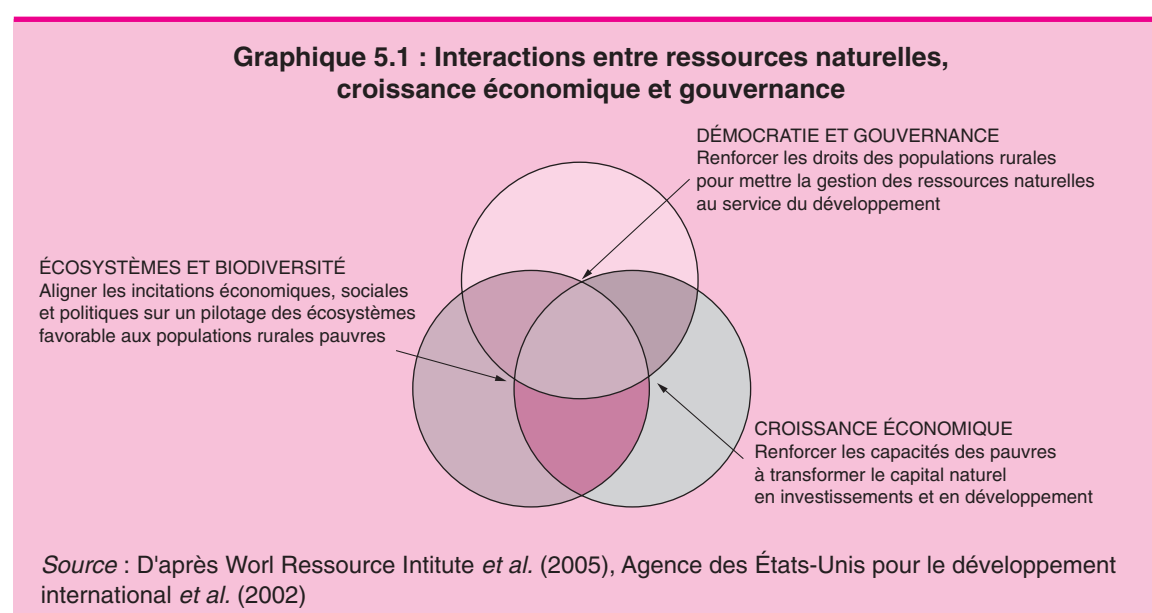 Graphique 5.1 : Interactions entre ressources naturelles,
croissance économique et gouvernance
DÉMOCRATIE ET GOUVERNANCE
Renforcer les droits des populations rurales
pour mettre la gestion des ressources naturelles
au service du développement
ÉCOSYSTÈMES ET BIODIVERSITÉ
Aligner les incitations économiques, sociales
et politiques sur un pilotage des écosystèmes
favorable aux populations rurales pauvres
CROISSANCE ÉCONOMIQUE
Renforcer les capacités des pauvres
à transformer le capital naturel
en investissements et en développement
Source : D'après Worl Ressource Intitute et al. (2005), Agence des États-Unis pour le développement
international et al. (2002)